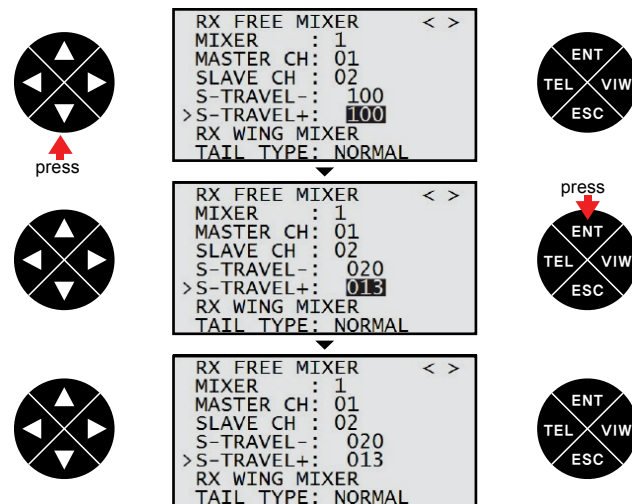 RX FREE MIXER < >
MIXER : 1
MASTER CH: 01
SLAVE CH : 02
S-TRAVEL-: 100
>S-TRAVEL+: 100
RX WING MIXER
TAIL TYPE: NORMAL
ENT
TEL VIW
ESC
press
RX FREE MIXER < >
MIXER : 1
MASTER CH: 01
SLAVE CH : 02
S-TRAVEL-: 020
>S-TRAVEL+: 013
RX WING MIXER
TAIL TYPE: NORMAL
press
ENT
TEL VIW
ESC
RX FREE MIXER < >
MIXER : 1
MASTER CH: 01
SLAVE CH : 02
S-TRAVEL-: 020
>S-TRAVEL+: 013
RX WING MIXER
TAIL TYPE: NORMAL
ENT
TEL VIW
ESC